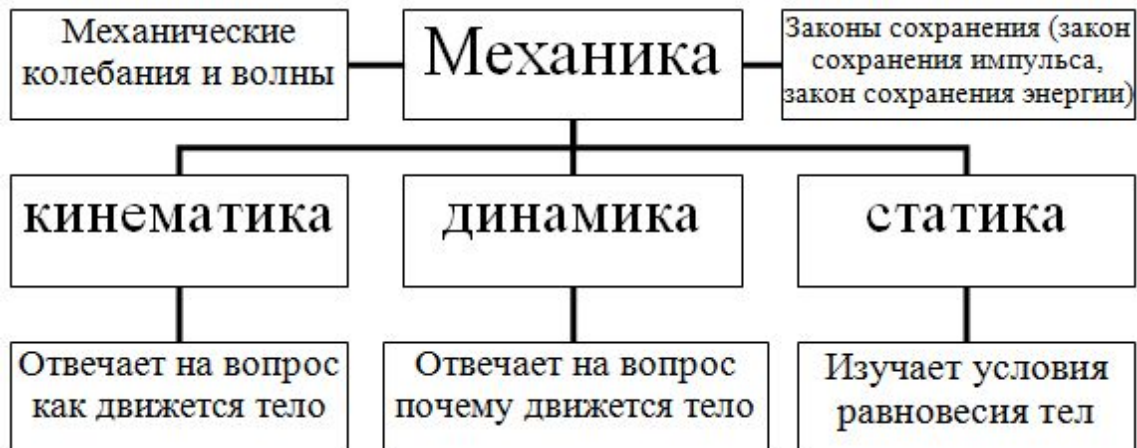 Механические
колебания и волны
Механика
Законы сохранения (закон
сохранения импульса,
закон сохранения энергии)
кинематика
динамика
статика
Отвечает на вопрос
как движется тело
Отвечает на вопрос
почему движется тело
Изучает условия
равновесия тел